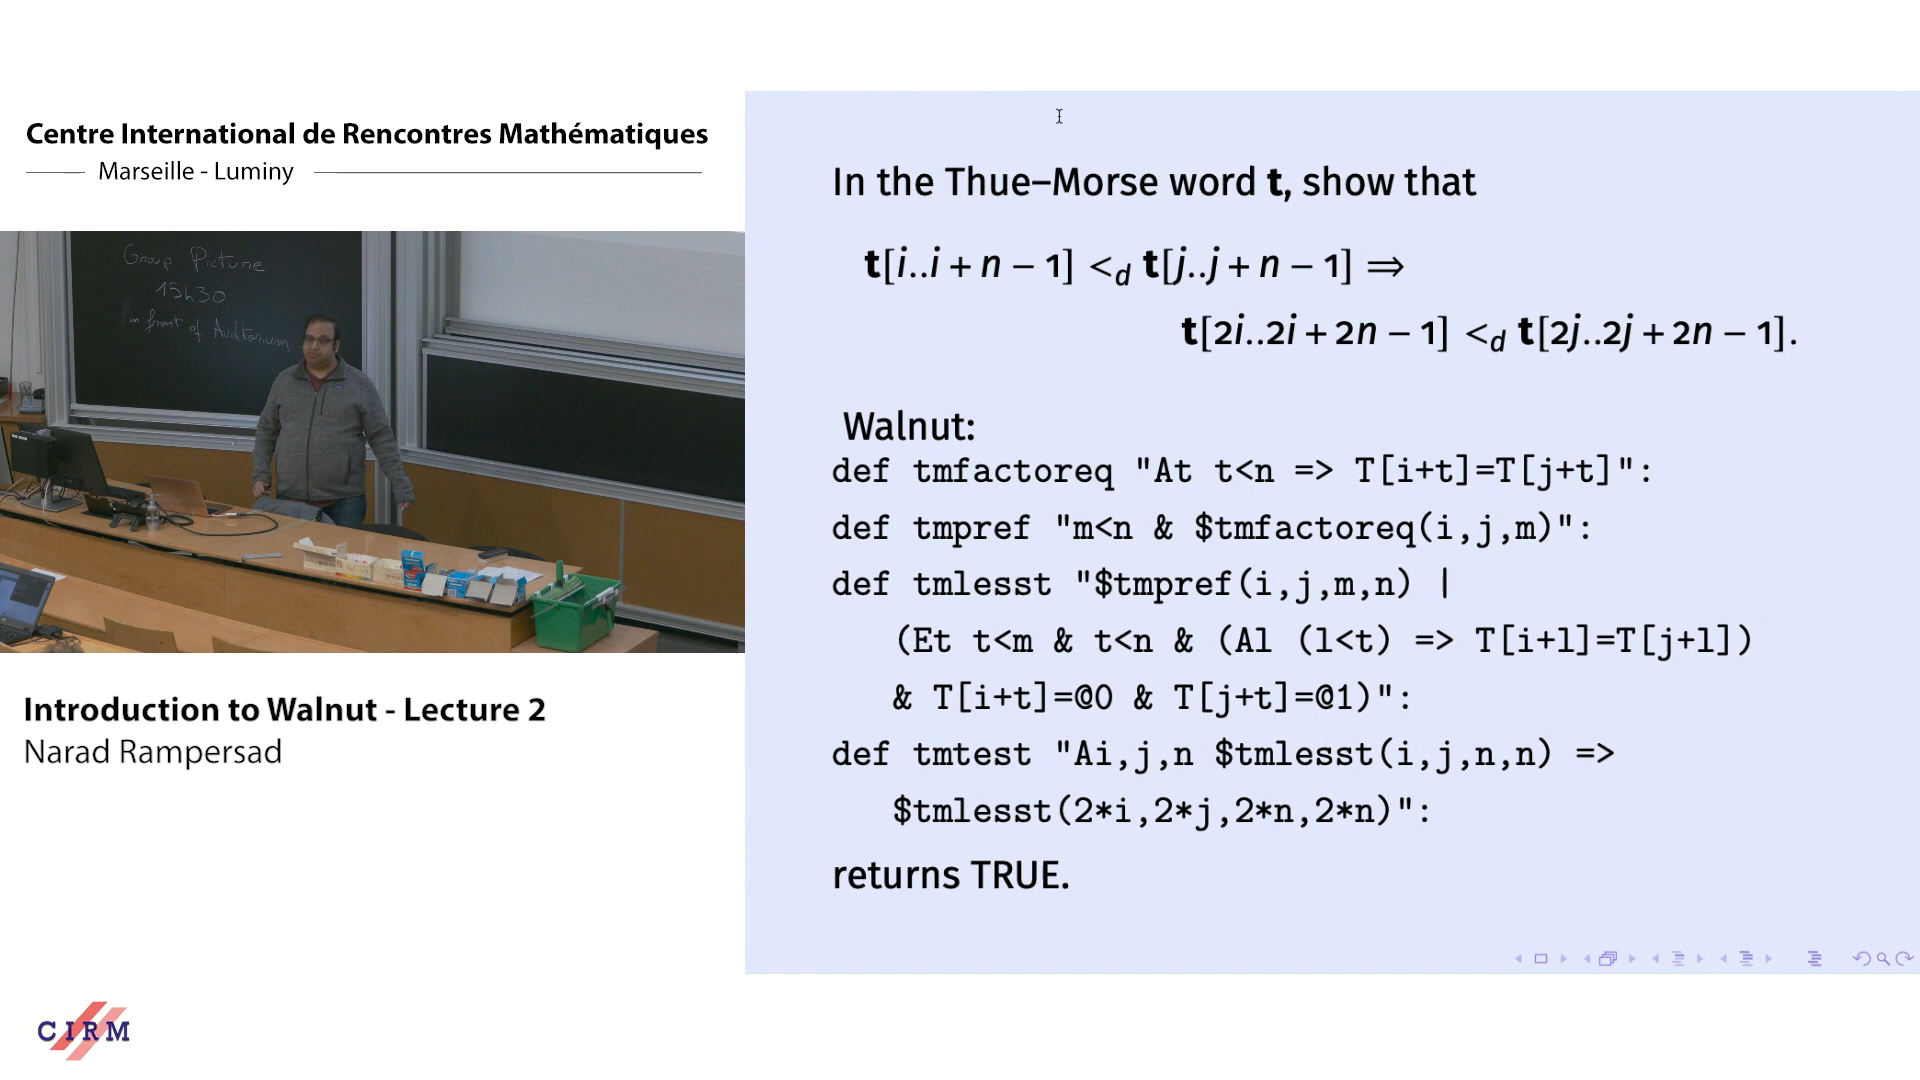 Centre International de Rencontres Mathématiques
Marseille - Luminy
Group Picture
15h30
in front of Auditorium
Introduction to Walnut - Lecture 2
Narad Rampersad
CIRM
In the Thue–Morse word t, show that
t[i..i + n − 1] <d t[j..j + n − 1] ⇒
t[2i..2i + 2n − 1] <d t[2j..2j + 2n − 1].
Walnut:
def tmfactoreq "At t<n => T[i+t]=T[j+t]":
def tmpref "m<n & $tmfactoreq(i,j,m)":
def tmlesst "$tmpref(i,j,m,n) |
(Et t<m & t<n & (Al (l<t) => T[i+l]=T[j+l])
& T[i+t]=@0 & T[j+t]=@1)":
def tmtest "Ai,j,n $tmlesst(i,j,n,n) =>
$tmlesst(2*i,2*j,2*n,2*n)":
returns TRUE.